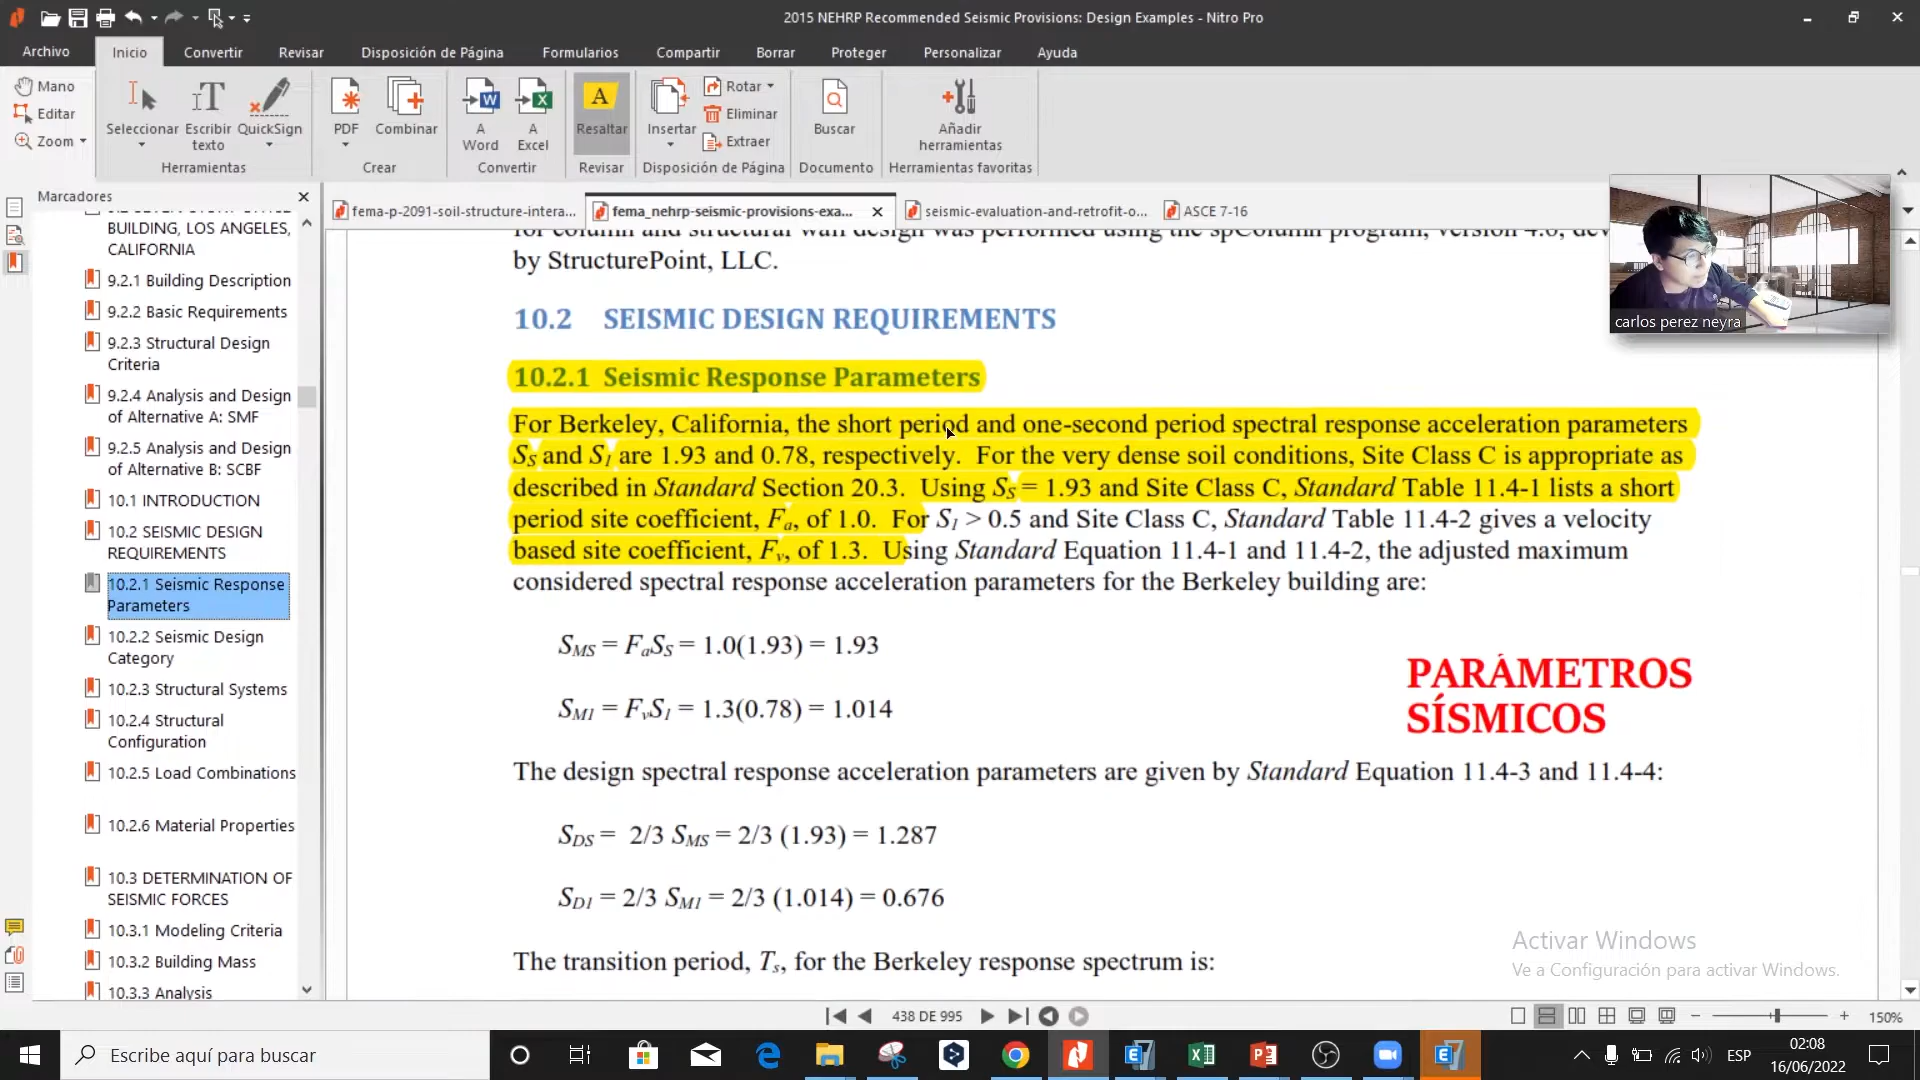 2015 NEHRP Recommended Seismic Provisions: Design Examples - Nitro Pro
Archivo Inicio Convertir Revisar Disposición de Página Formularios Compartir Borrar Proteger Personalizar Ayuda
Mano
Editar
Zoom
Seleccionar
Escribir texto
QuickSign
Herramientas
PDF
Combinar
Crear
A Word
A Excel
Convertir
Resaltar
Revisar
Insertar
Rotar
Eliminar
Extraer
Disposición de Página
Buscar
Documento
Añadir herramientas
Herramientas favoritas
Marcadores
fema-p-2091-soil-structure-intera...
fema_nehrp-seismic-provisions-exa...
seismic-evaluation-and-retrofit-o...
ASCE 7-16
BUILDING, LOS ANGELES,
CALIFORNIA
9.2.1 Building Description
9.2.2 Basic Requirements
9.2.3 Structural Design
Criteria
9.2.4 Analysis and Design
of Alternative A: SMF
9.2.5 Analysis and Design
of Alternative B: SCBF
10.1 INTRODUCTION
10.2 SEISMIC DESIGN
REQUIREMENTS
10.2.1 Seismic Response
Parameters
10.2.2 Seismic Design
Category
10.2.3 Structural Systems
10.2.4 Structural
Configuration
10.2.5 Load Combinations
10.2.6 Material Properties
10.3 DETERMINATION OF
SEISMIC FORCES
10.3.1 Modeling Criteria
10.3.2 Building Mass
10.3.3 Analysis
for column and structural wall design was performed using the spColumn program, version 4.0, dev
by StructurePoint, LLC.
10.2 SEISMIC DESIGN REQUIREMENTS
10.2.1 Seismic Response Parameters
For Berkeley, California, the short period and one-second period spectral response acceleration parameters
SS and S1 are 1.93 and 0.78, respectively. For the very dense soil conditions, Site Class C is appropriate as
described in Standard Section 20.3. Using SS = 1.93 and Site Class C, Standard Table 11.4-1 lists a short
period site coefficient, Fa, of 1.0. For S1 > 0.5 and Site Class C, Standard Table 11.4-2 gives a velocity
based site coefficient, Fv, of 1.3. Using Standard Equation 11.4-1 and 11.4-2, the adjusted maximum
considered spectral response acceleration parameters for the Berkeley building are:
SMS = FaSS = 1.0(1.93) = 1.93
SM1 = FvS1 = 1.3(0.78) = 1.014
PARÁMETROS
SÍSMICOS
The design spectral response acceleration parameters are given by Standard Equation 11.4-3 and 11.4-4:
SDS = 2/3 SMS = 2/3 (1.93) = 1.287
SD1 = 2/3 SM1 = 2/3 (1.014) = 0.676
The transition period, Ts, for the Berkeley response spectrum is:
carlos perez neyra
Activar Windows
Ve a Configuración para activar Windows.
438 DE 995
150%
Escribe aquí para buscar
ESP
02:08
16/06/2022